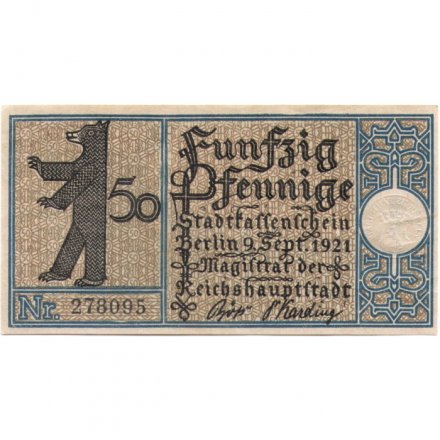 50
Funfzig
Pfennige
Stadtkassenschein
Berlin 9. Sept. 1921
Magistrat der
Reichshauptstadt
Nr. 278095